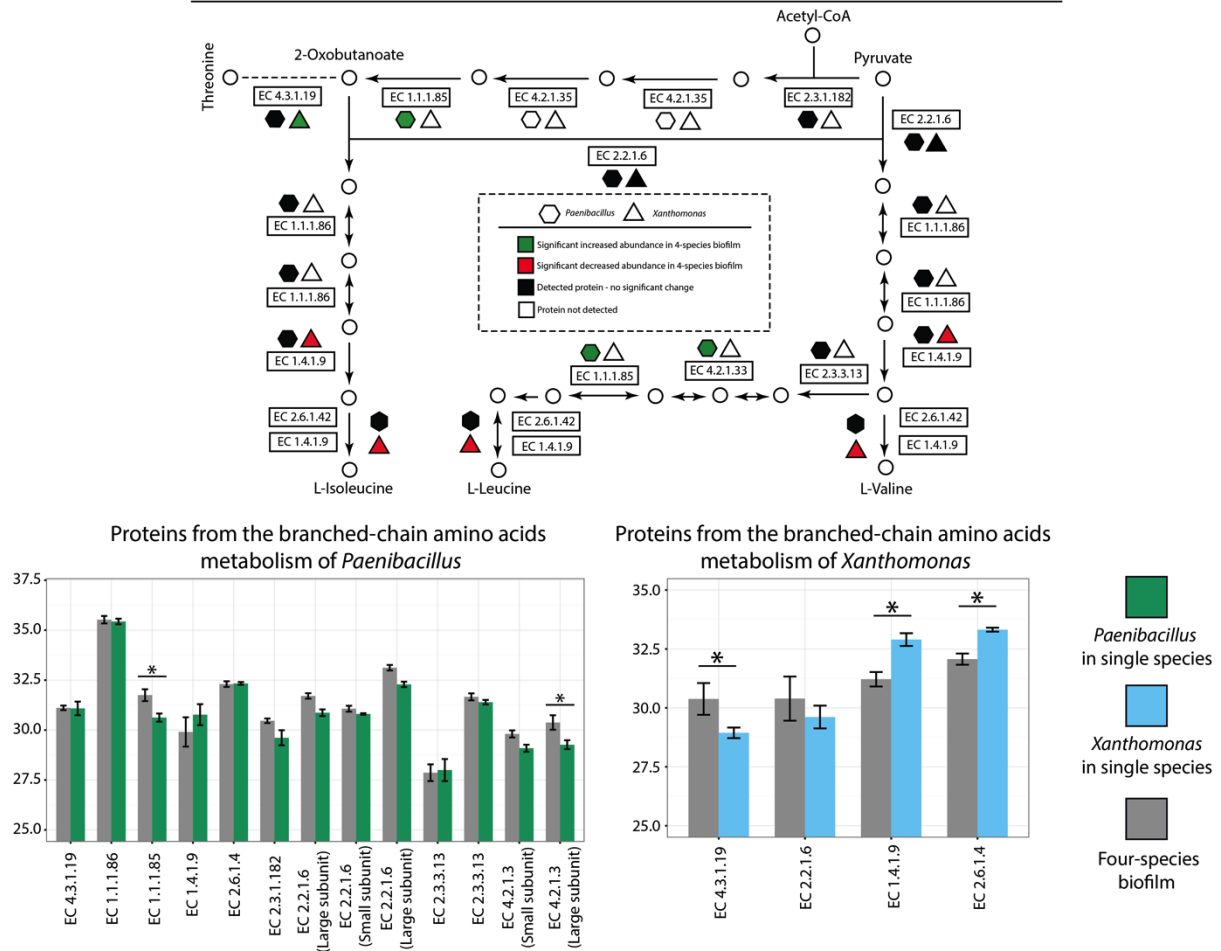 Acetyl-CoA
2-Oxobutanoate
Pyruvate
Threonine
EC 4.3.1.19
EC 1.1.1.85
EC 4.2.1.35
EC 4.2.1.35
EC 2.3.1.182
EC 2.2.1.6
EC 2.2.1.6
Paenibacillus
Xanthomonas
Significant increased abundance in 4-species biofilm
Significant decreased abundance in 4-species biofilm
Detected protein - no significant change
Protein not detected
EC 1.1.1.86
EC 1.1.1.86
EC 1.1.1.86
EC 1.1.1.86
EC 1.4.1.9
EC 1.1.1.85
EC 4.2.1.33
EC 2.3.3.13
EC 1.4.1.9
EC 2.6.1.42
EC 1.4.1.9
EC 2.6.1.42
EC 1.4.1.9
EC 2.6.1.42
EC 1.4.1.9
L-Isoleucine
L-Leucine
L-Valine
Proteins from the branched-chain amino acids
metabolism of Paenibacillus
37.5
35.0
32.5
30.0
27.5
25.0
*
*
EC 4.3.1.19
EC 1.1.1.86
EC 1.1.1.85
EC 1.4.1.9
EC 2.6.1.4
EC 2.3.1.182
EC 2.2.1.6
(Large subunit)
EC 2.2.1.6
(Small subunit)
EC 2.2.1.6
(Large subunit)
EC 2.3.3.13
EC 2.3.3.13
EC 4.2.1.3
(Small subunit)
EC 4.2.1.3
(Large subunit)
Proteins from the branched-chain amino acids
metabolism of Xanthomonas
35.0
32.5
30.0
27.5
25.0
*
*
*
EC 4.3.1.19
EC 2.2.1.6
EC 1.4.1.9
EC 2.6.1.4
Paenibacillus
in single species
Xanthomonas
in single species
Four-species
biofilm